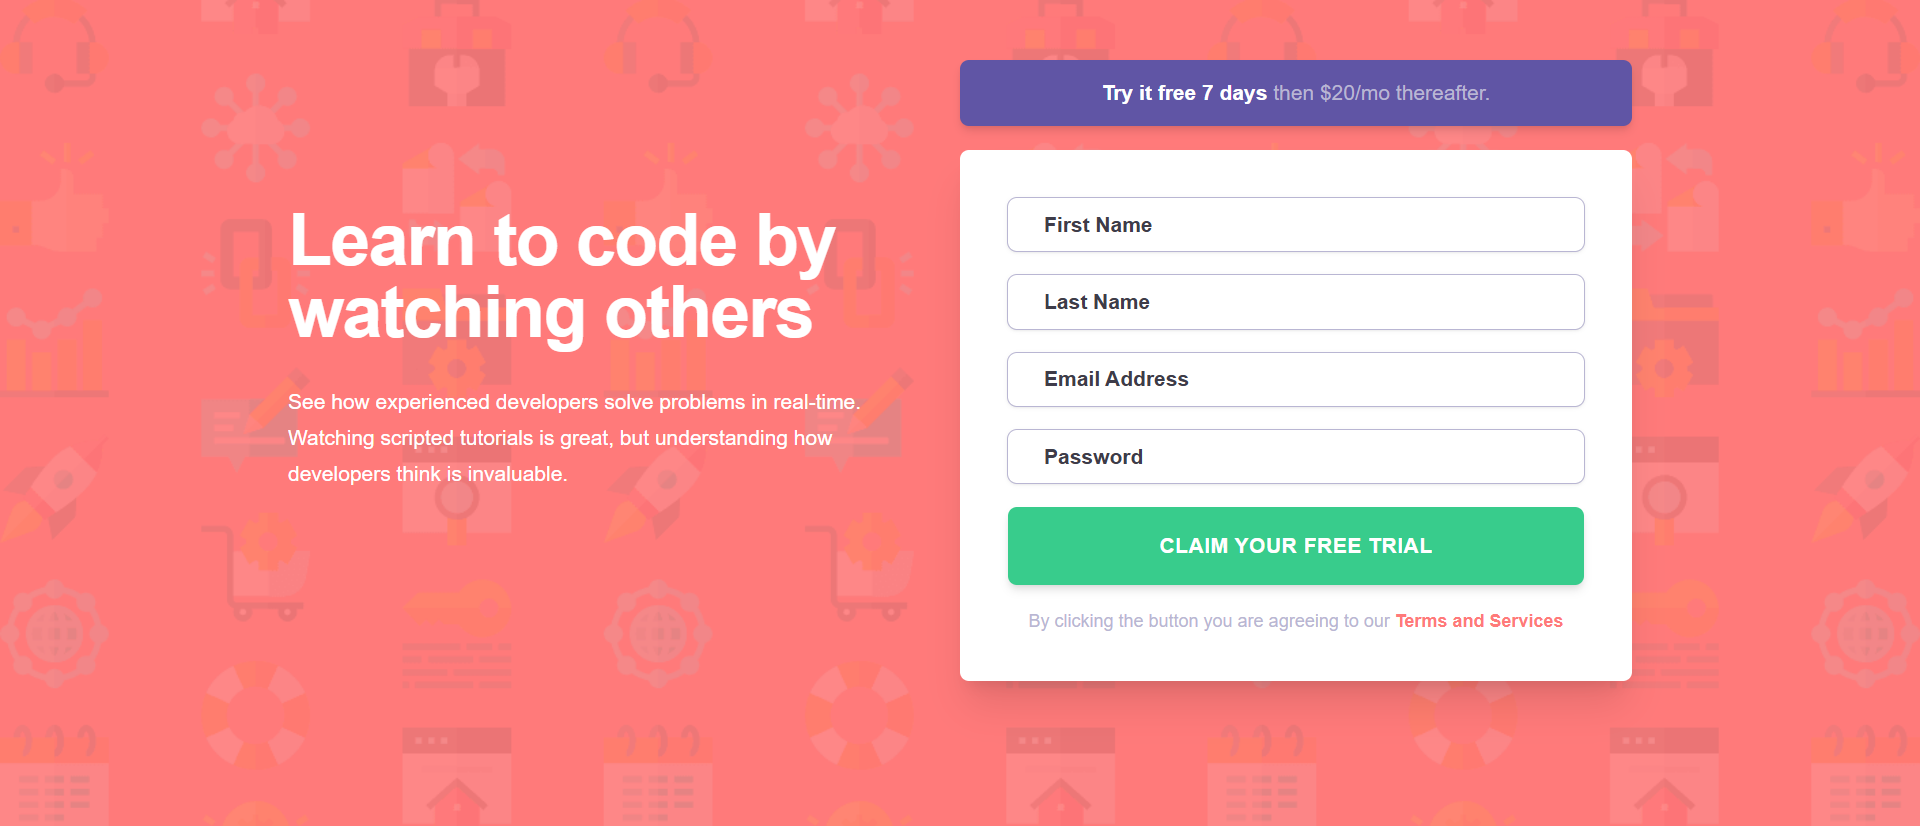 Learn to code by
watching others
See how experienced developers solve problems in real-time.
Watching scripted tutorials is great, but understanding how
developers think is invaluable.
Try it free 7 days then $20/mo thereafter.
First Name
Last Name
Email Address
Password
CLAIM YOUR FREE TRIAL
By clicking the button you are agreeing to our Terms and Services